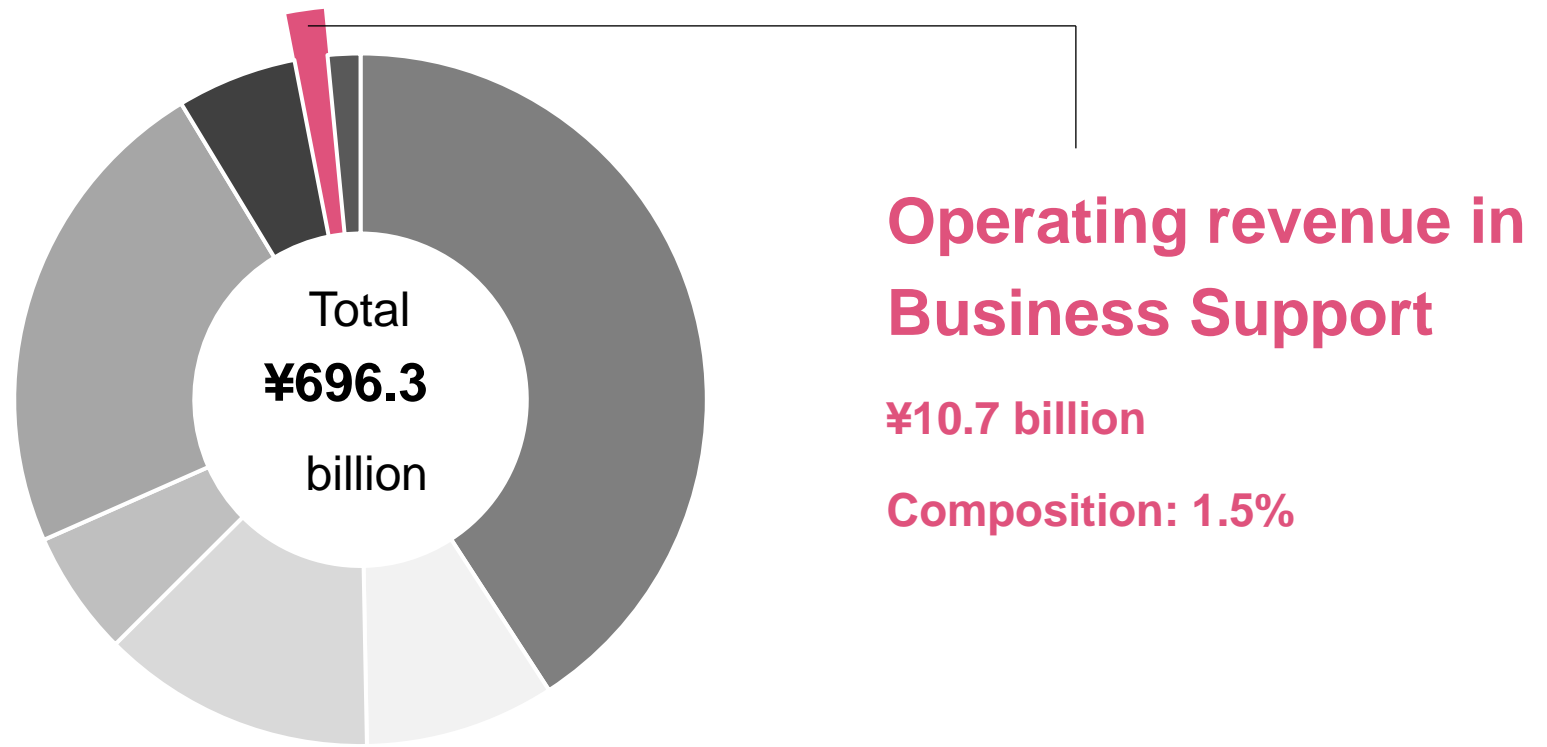 Total
¥696.3
billion
Operating revenue in
Business Support
¥10.7 billion
Composition: 1.5%